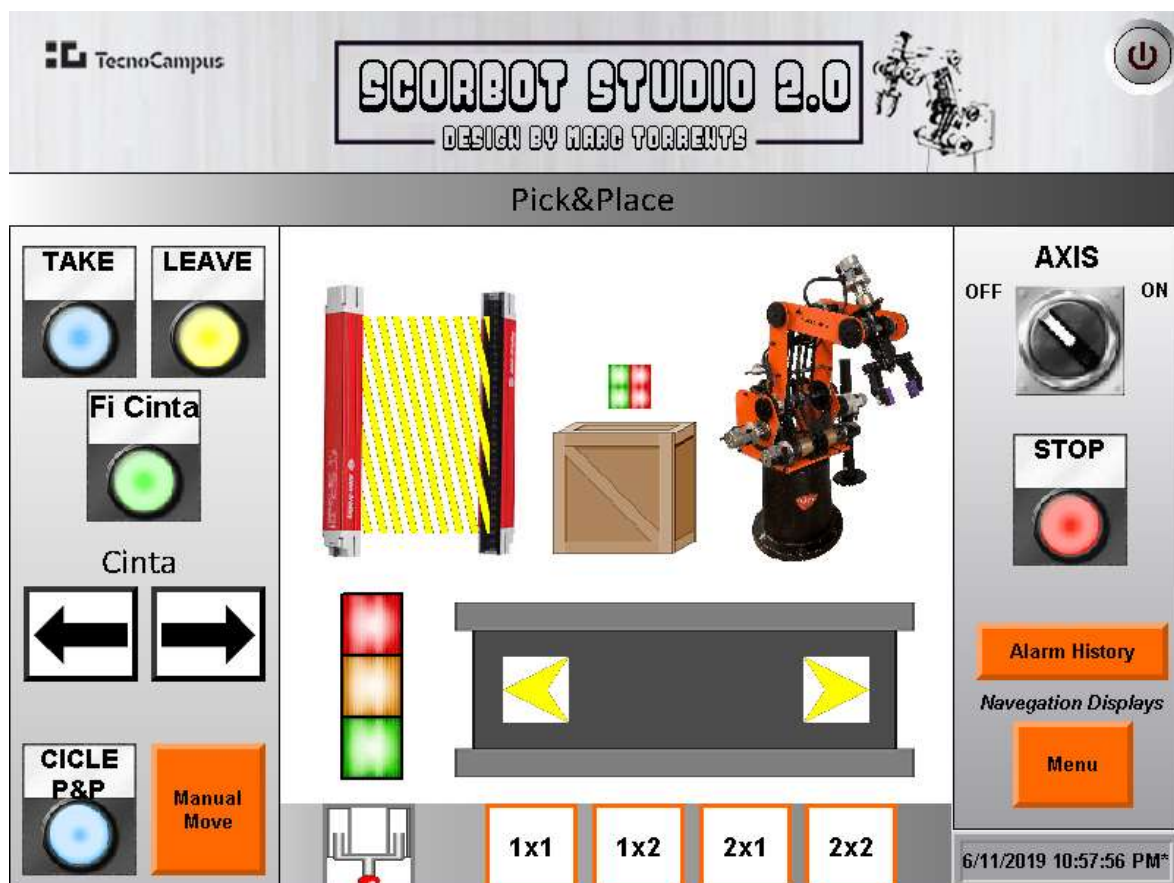 TecnoCampus
SCORBOT STUDIO 2.0
DESIGN BY MARC TORRENTS
Pick&Place
TAKE
LEAVE
Fi Cinta
Cinta
CICLE
P&P
Manual
Move
1x1
1x2
2x1
2x2
AXIS
OFF
ON
STOP
Alarm History
Navegation Displays
Menu
6/11/2019 10:57:56 PM*